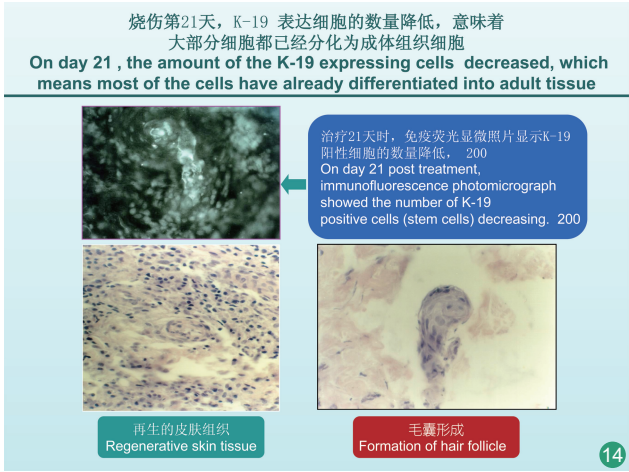 烧伤第21天，K-19 表达细胞的数量降低，意味着
大部分细胞都已经分化为成体组织细胞
On day 21 , the amount of the K-19 expressing cells decreased, which
means most of the cells have already differentiated into adult tissue
治疗21天时，免疫荧光显微照片显示K-19
阳性细胞的数量降低， 200
On day 21 post treatment,
immunofluorescence photomicrograph
showed the number of K-19
positive cells (stem cells) decreasing. 200
再生的皮肤组织
Regenerative skin tissue
毛囊形成
Formation of hair follicle
14